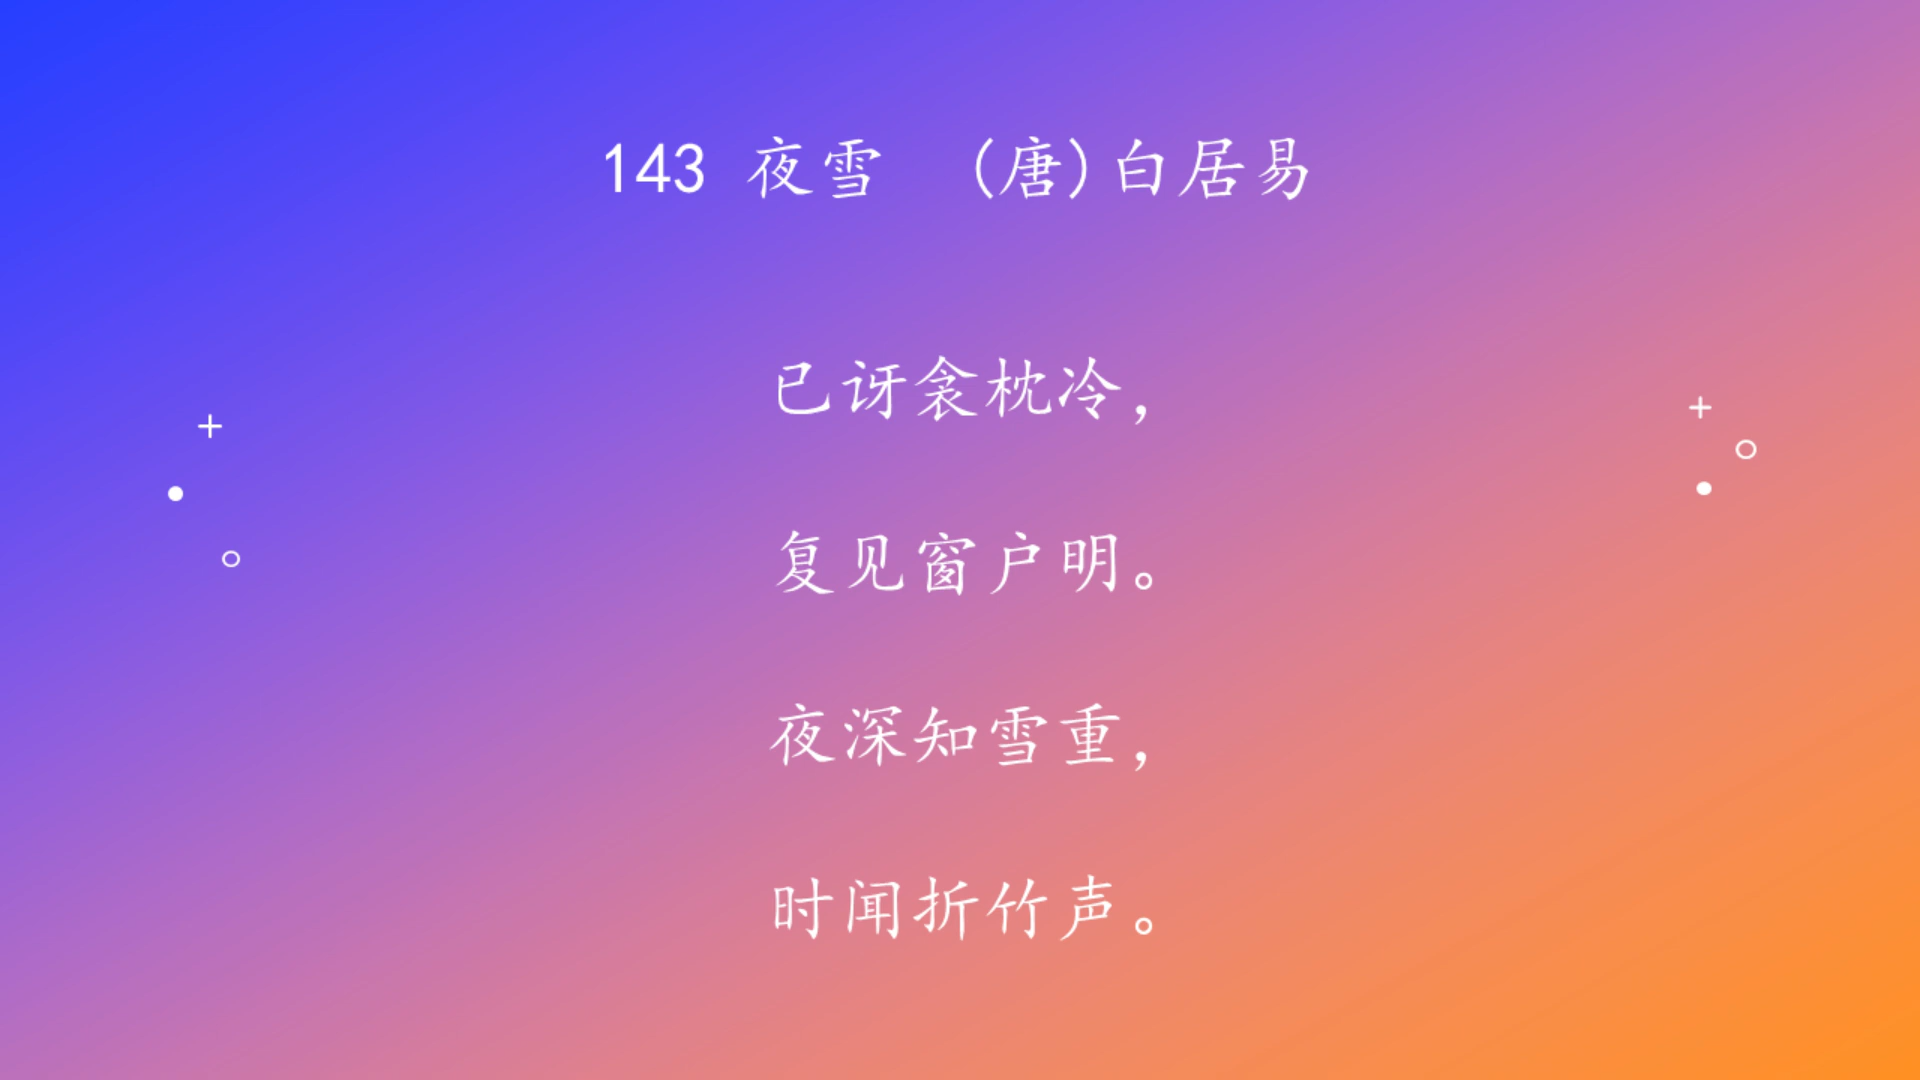 143 夜雪 (唐)白居易
已讶衾枕冷，
复见窗户明。
夜深知雪重，
时闻折竹声。